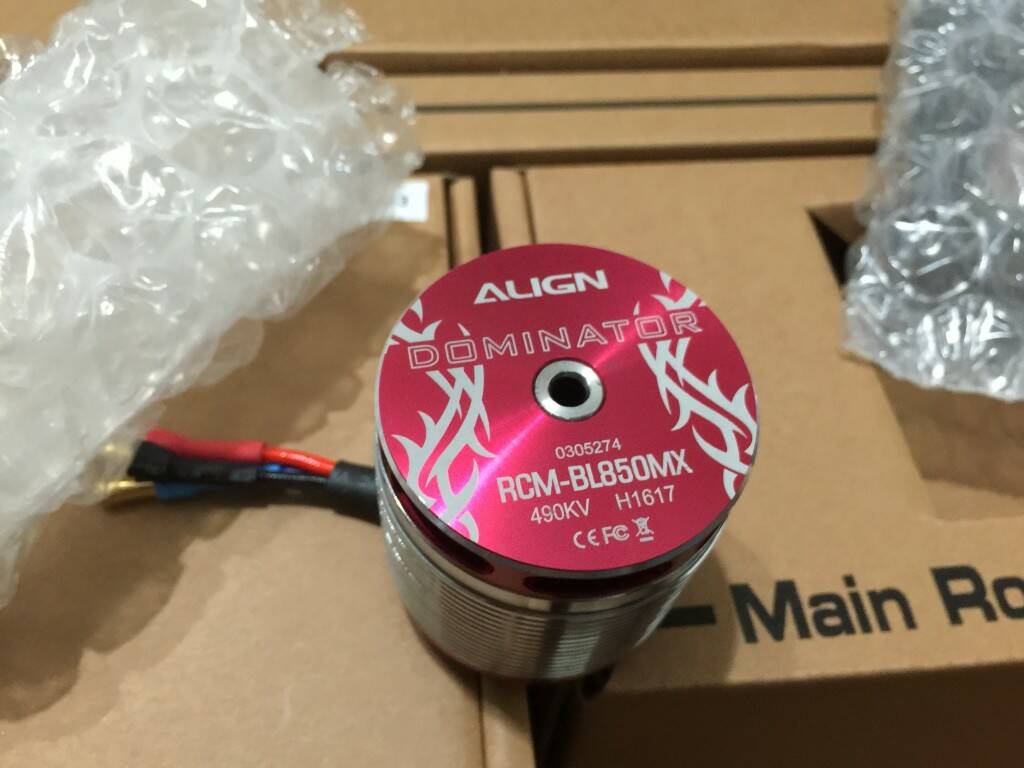 ALIGN
DOMINATOR
0305274
RCM-BL850MX
490KV H1617
CE FC
Main Ro